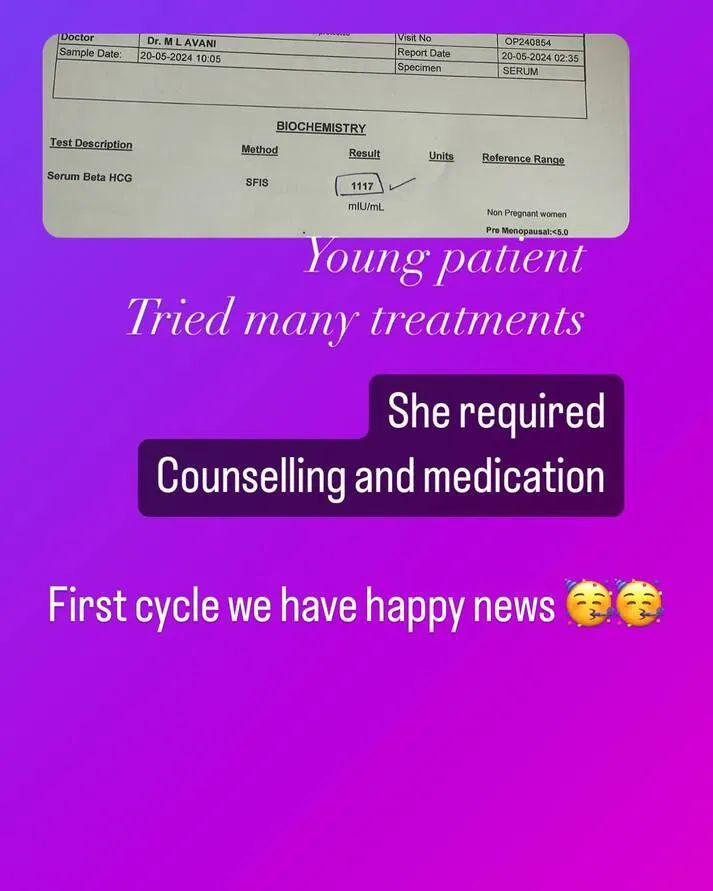 Doctor Dr. M L AVANI Visit No OP240854
Sample Date: 20-05-2024 10:05 Report Date 20-05-2024 02:35
Specimen SERUM
BIOCHEMISTRY
Test Description Method Result Units Reference Range
Serum Beta HCG SFIS 1117
mIU/mL
Non Pregnant women
Pre Menopausal:<5.0
Young patient
Tried many treatments
She required
Counselling and medication
First cycle we have happy news 🥳🥳